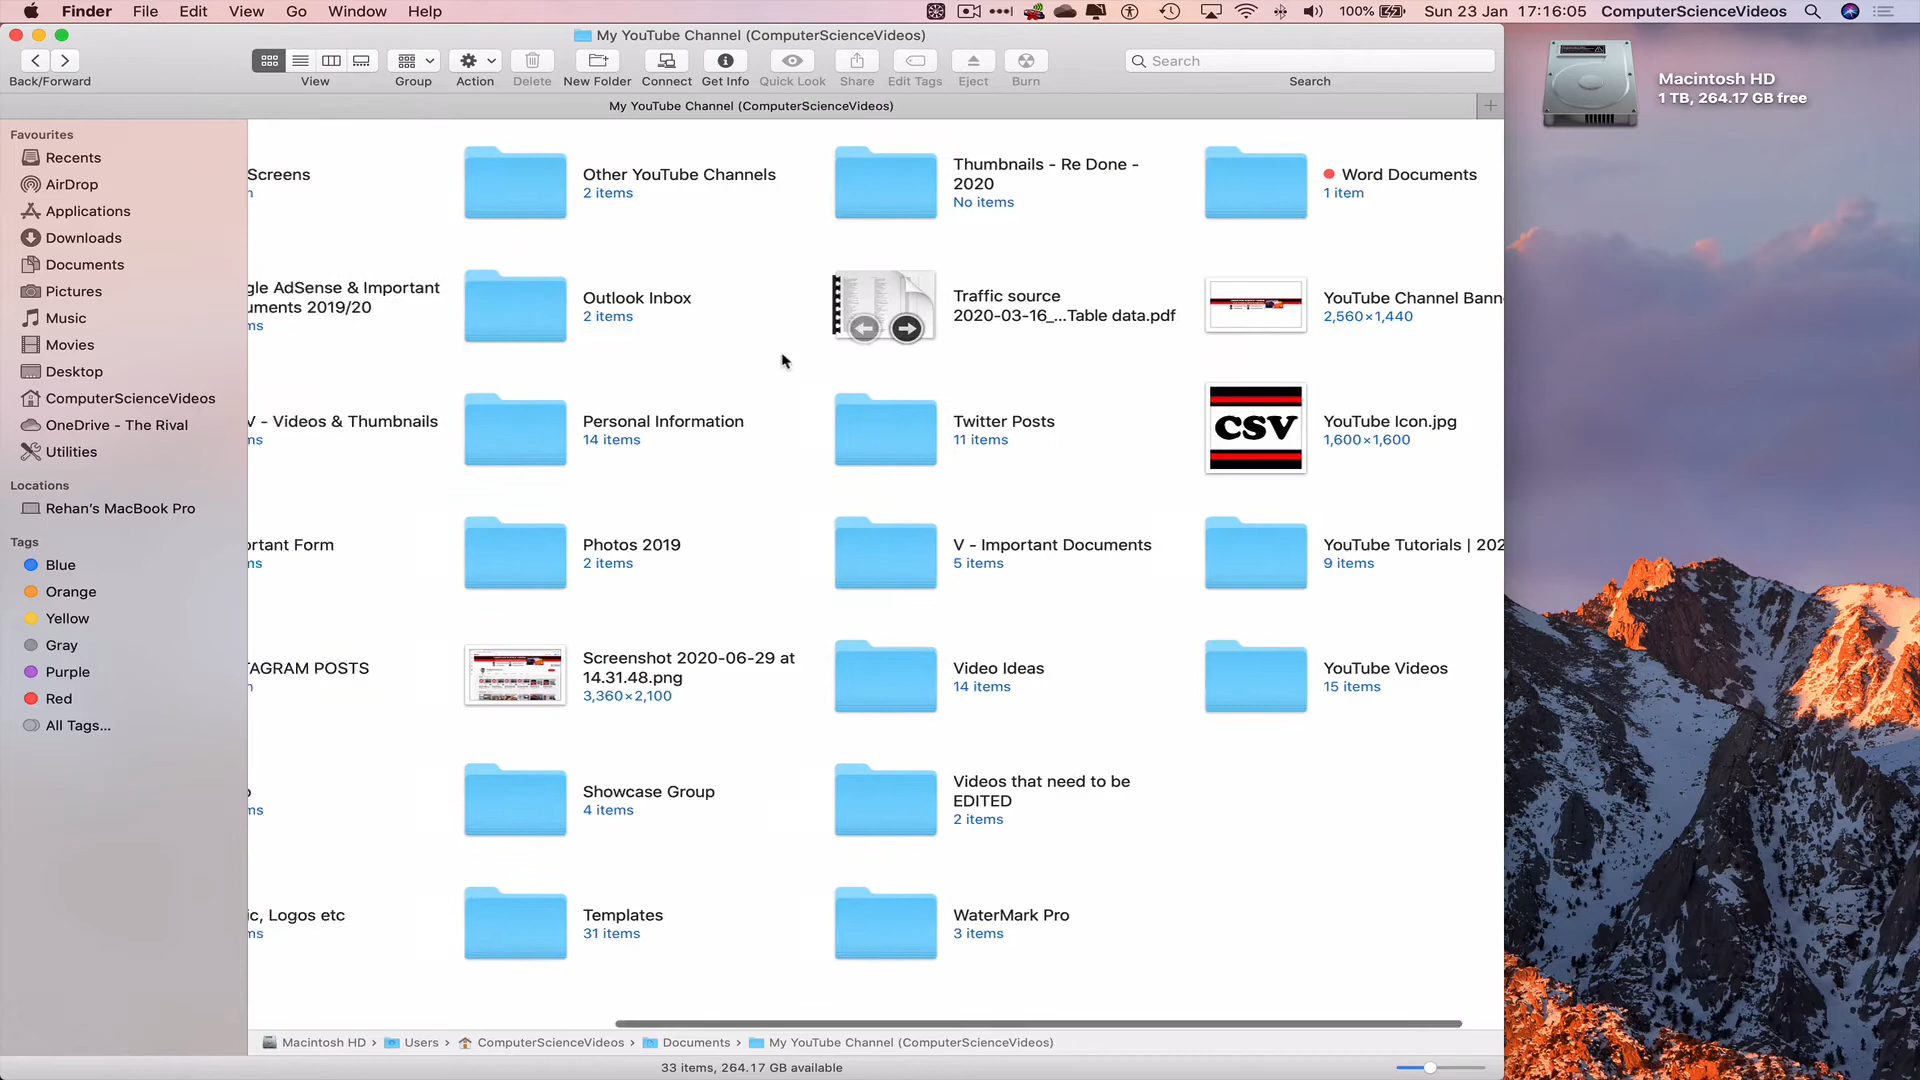 Finder File Edit View Go Window Help
100% Sun 23 Jan 17:16:05 ComputerScienceVideos
My YouTube Channel (ComputerScienceVideos)
Search
Back/Forward View Group Action Delete New Folder Connect Get Info Quick Look Share Edit Tags Eject Burn Search
My YouTube Channel (ComputerScienceVideos)
Macintosh HD
1 TB, 264.17 GB free
Favourites
Recents
AirDrop
Applications
Downloads
Documents
Pictures
Music
Movies
Desktop
ComputerScienceVideos
OneDrive - The Rival
Utilities
Locations
Rehan's MacBook Pro
Tags
Blue
Orange
Yellow
Gray
Purple
Red
All Tags...
Screens
gle AdSense & Important
uments 2019/20
ms
V - Videos & Thumbnails
ms
ortant Form
ms
TAGRAM POSTS
ms
ic, Logos etc
ms
Other YouTube Channels
2 items
Outlook Inbox
2 items
Personal Information
14 items
Photos 2019
2 items
Screenshot 2020-06-29 at
14.31.48.png
3,360×2,100
Showcase Group
4 items
Templates
31 items
Thumbnails - Re Done -
2020
No items
Traffic source
2020-03-16_...Table data.pdf
Twitter Posts
11 items
V - Important Documents
5 items
Video Ideas
14 items
Videos that need to be
EDITED
2 items
WaterMark Pro
3 items
Word Documents
1 item
YouTube Channel Bann
2,560×1,440
CSV
YouTube Icon.jpg
1,600×1,600
YouTube Tutorials | 202
9 items
YouTube Videos
15 items
Macintosh HD › Users › ComputerScienceVideos › Documents › My YouTube Channel (ComputerScienceVideos)
33 items, 264.17 GB available